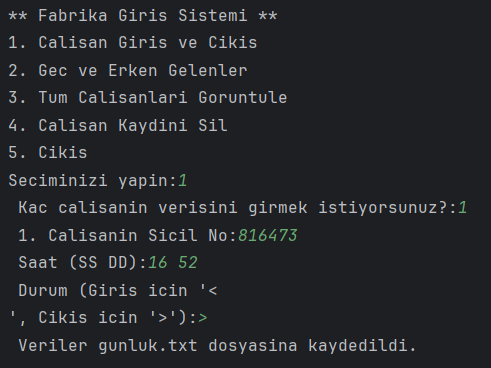 ** Fabrika Giris Sistemi **
1. Calisan Giris ve Cikis
2. Gec ve Erken Gelenler
3. Tum Calisanlari Goruntule
4. Calisan Kaydini Sil
5. Cikis
Seciminizi yapin:1
Kac calisanin verisini girmek istiyorsunuz?:1
1. Calisanin Sicil No:816473
Saat (SS DD):16 52
Durum (Giris icin '<
', Cikis icin '>'):>
Veriler gunluk.txt dosyasina kaydedildi.